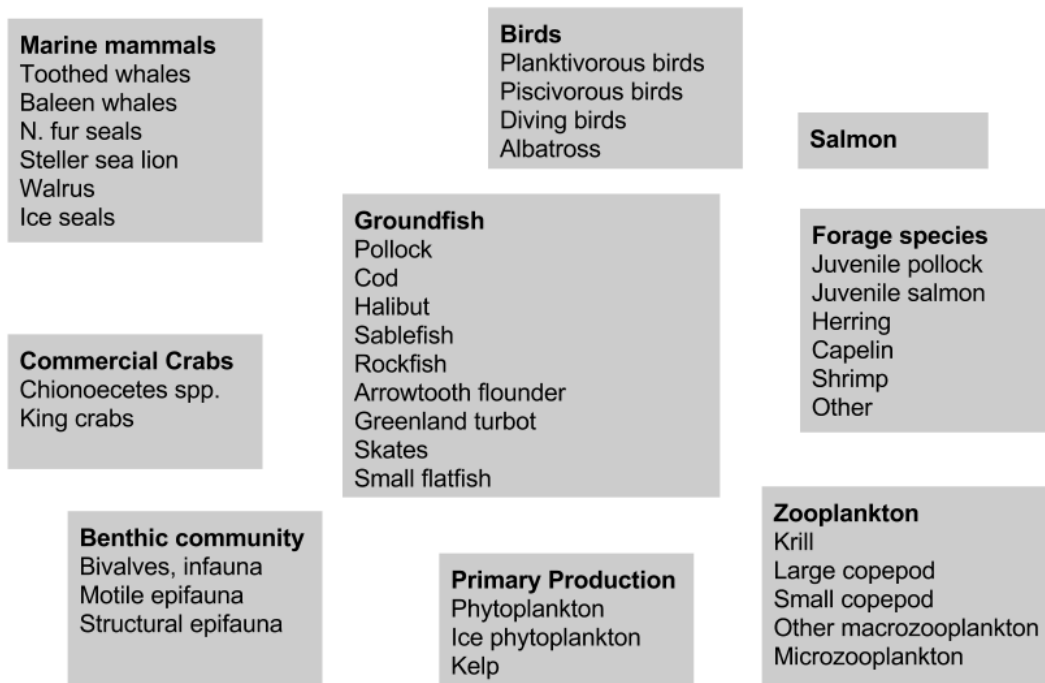 Marine mammals
Toothed whales
Baleen whales
N. fur seals
Steller sea lion
Walrus
Ice seals
Birds
Planktivorous birds
Piscivorous birds
Diving birds
Albatross
Salmon
Groundfish
Pollock
Cod
Halibut
Sablefish
Rockfish
Arrowtooth flounder
Greenland turbot
Skates
Small flatfish
Forage species
Juvenile pollock
Juvenile salmon
Herring
Capelin
Shrimp
Other
Commercial Crabs
Chionoecetes spp.
King crabs
Benthic community
Bivalves, infauna
Motile epifauna
Structural epifauna
Primary Production
Phytoplankton
Ice phytoplankton
Kelp
Zooplankton
Krill
Large copepod
Small copepod
Other macrozooplankton
Microzooplankton